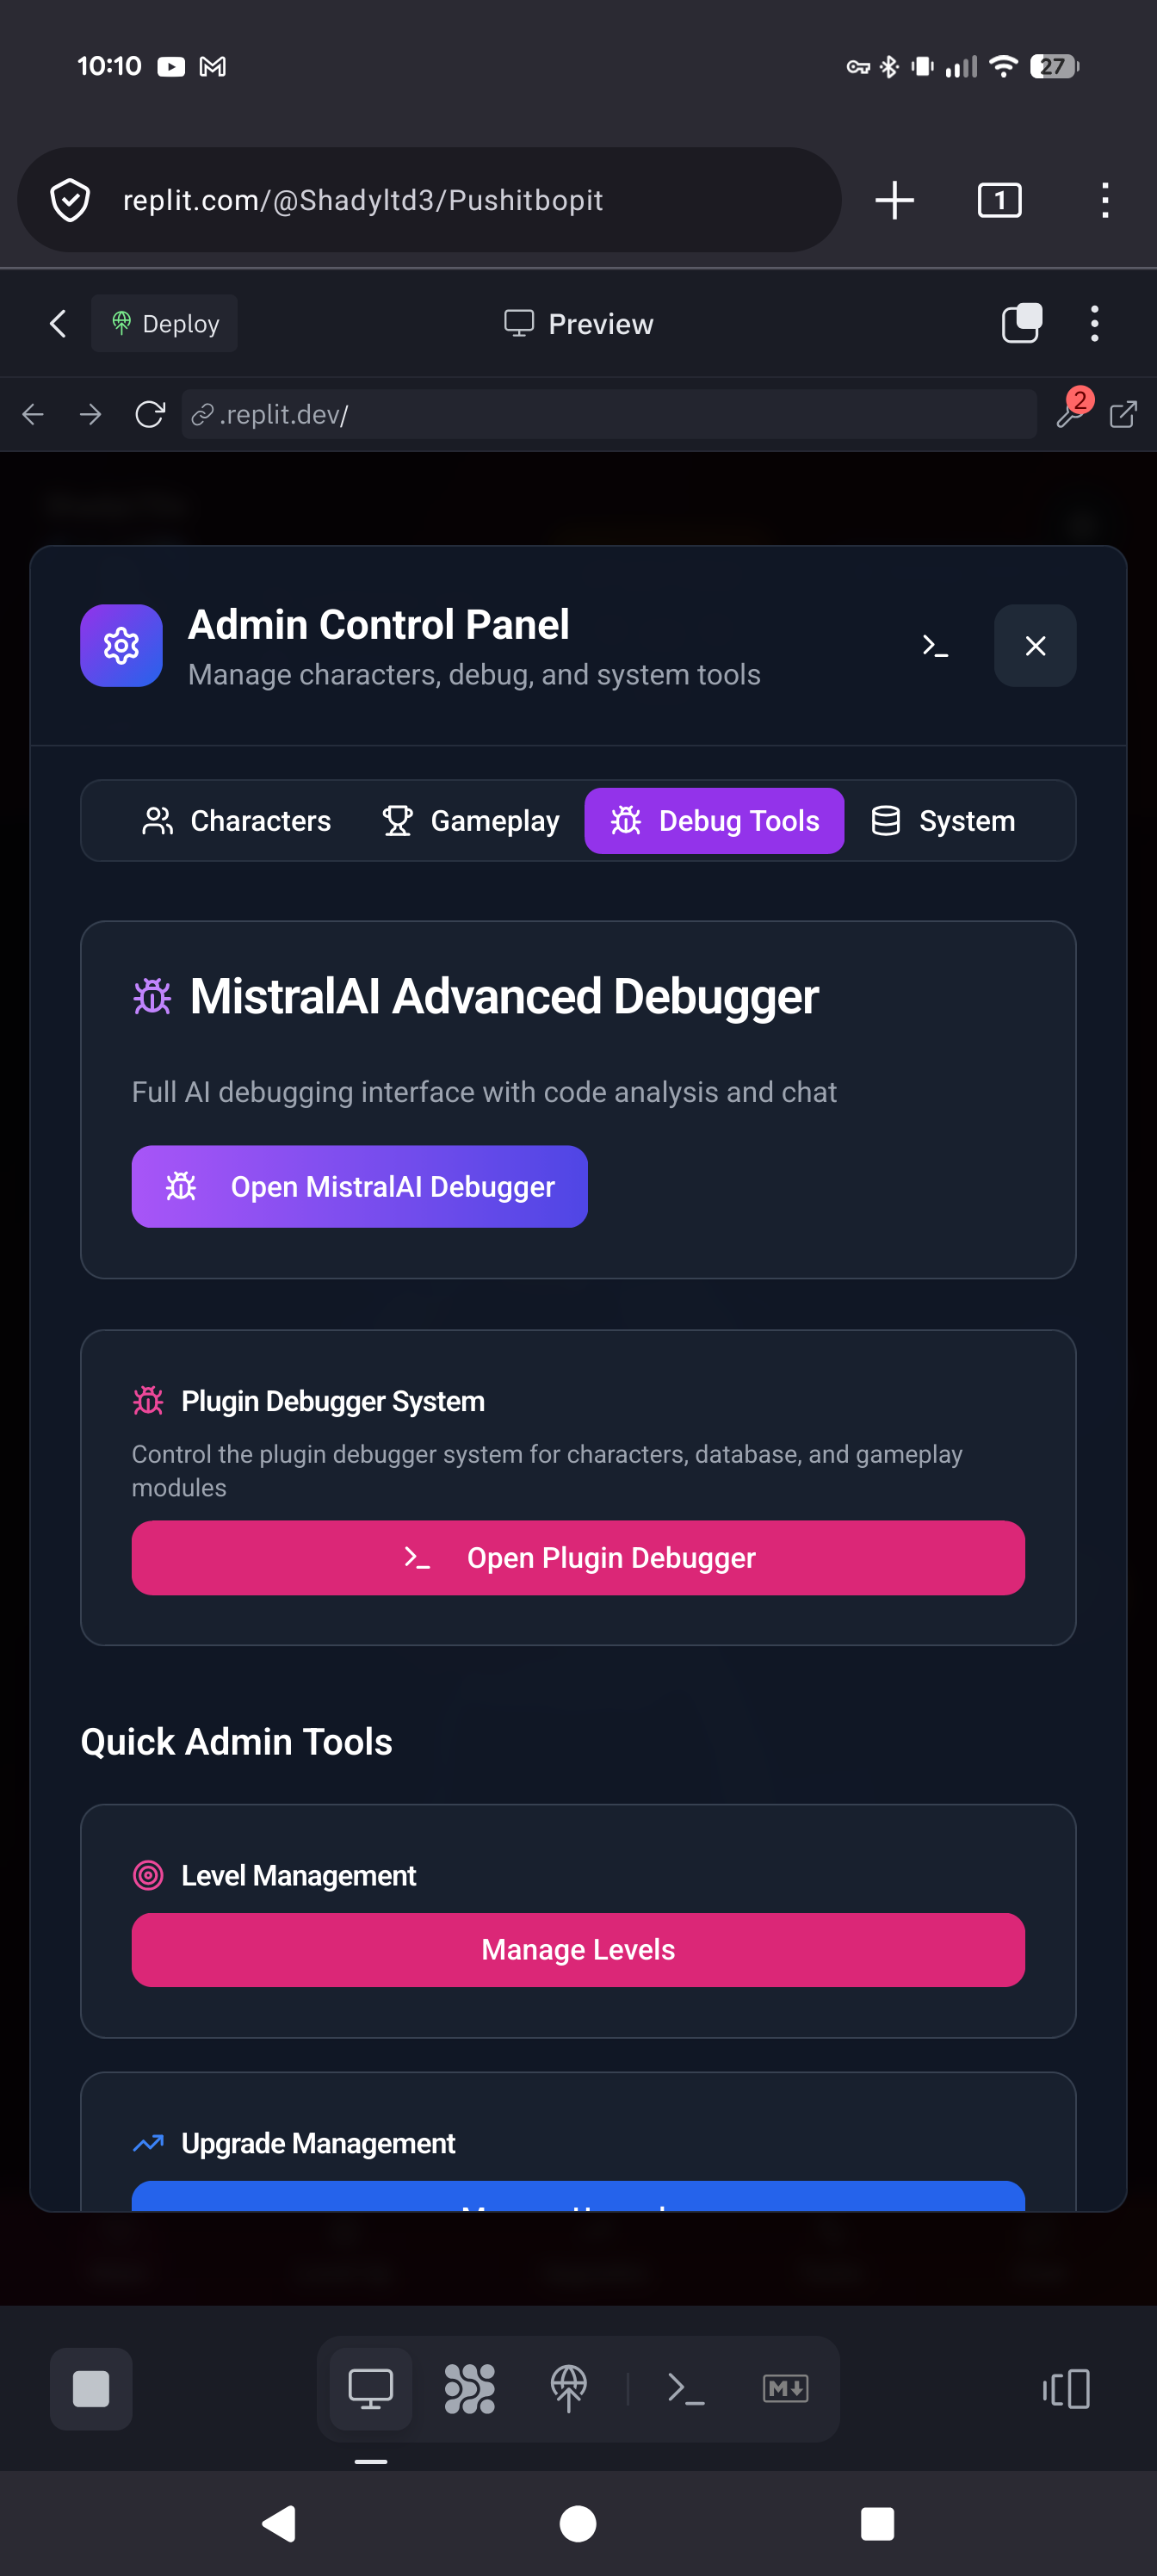 10:10
27
replit.com/@Shadyltd3/Pushitbopit
1
Deploy
Preview
.replit.dev/
2
Admin Control Panel
Manage characters, debug, and system tools
Characters
Gameplay
Debug Tools
System
MistralAI Advanced Debugger
Full AI debugging interface with code analysis and chat
Open MistralAI Debugger
Plugin Debugger System
Control the plugin debugger system for characters, database, and gameplay
modules
Open Plugin Debugger
Quick Admin Tools
Level Management
Manage Levels
Upgrade Management
M